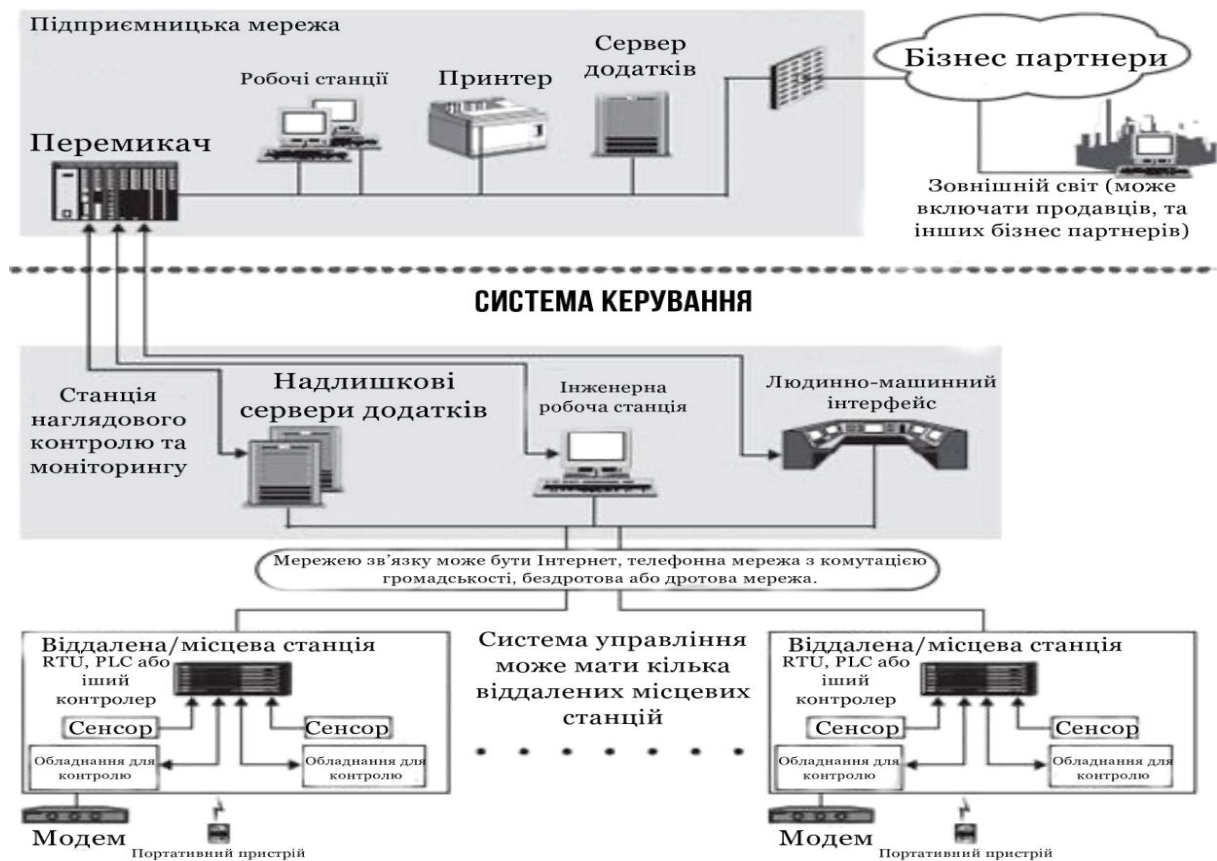 Підприємницька мережа
Робочі станції
Принтер
Сервер
додатків
Бізнес партнери
Перемикач
Зовнішній світ (може
включати продавців, та
інших бізнес партнерів)
СИСТЕМА КЕРУВАННЯ
Станція
наглядового
контролю та
моніторингу
Надлишкові
сервери додатків
Інженерна
робоча станція
Людинно-машинний
інтерфейс
Мережею зв'язку може бути Інтернет, телефонна мережа з комутацією
громадськості, бездротова або дротова мережа.
Віддалена/місцева станція
RTU, PLC або
іший
контролер
Сенсор
Сенсор
Обладнання для
контролю
Обладнання для
контролю
Модем
Портативний пристрій
Система управління
може мати кілька
віддалених місцевих
станцій
Віддалена/місцева станція
RTU, PLC або
іший
контролер
Сенсор
Сенсор
Обладнання для
контролю
Обладнання для
контролю
Модем
Портативний пристрій